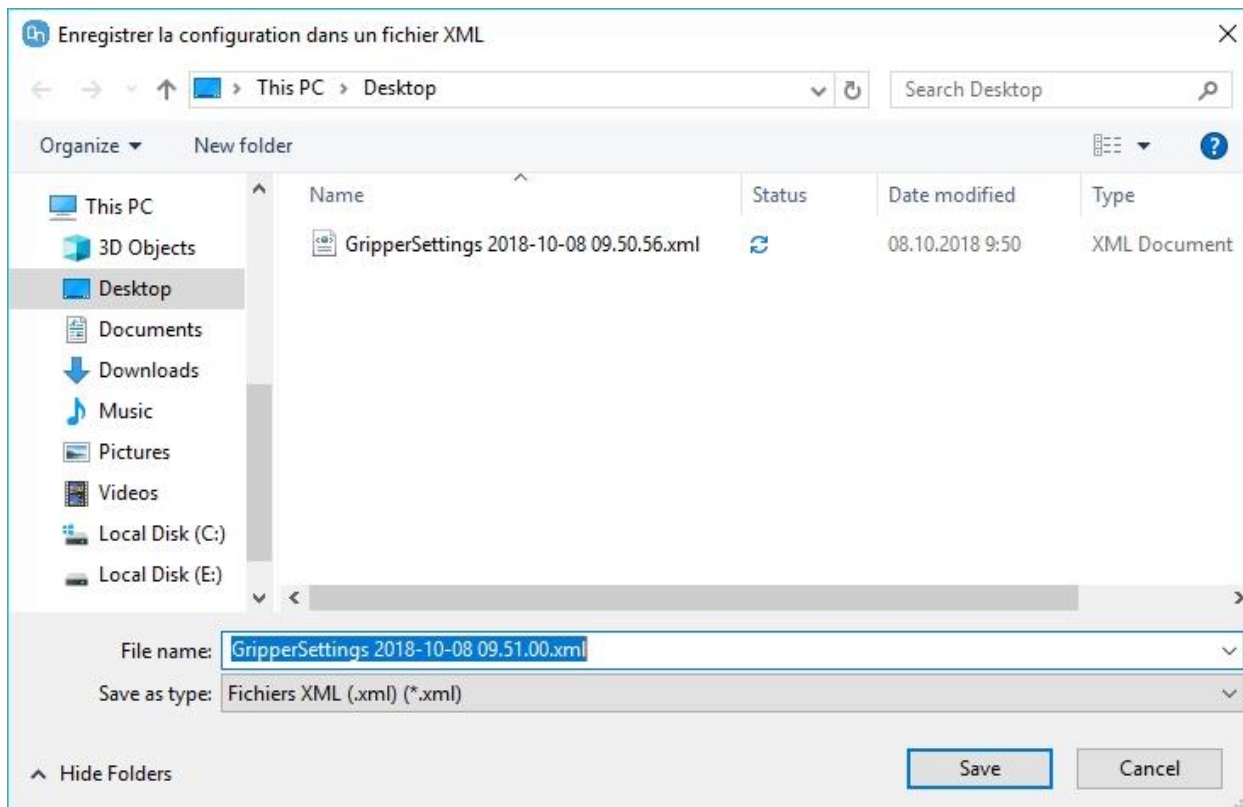 Enregistrer la configuration dans un fichier XML
This PC > Desktop
Search Desktop
Organize
New folder
Name
Status
Date modified
Type
GripperSettings 2018-10-08 09.50.56.xml
08.10.2018 9:50
XML Document
This PC
3D Objects
Desktop
Documents
Downloads
Music
Pictures
Videos
Local Disk (C:)
Local Disk (E:)
File name: GripperSettings 2018-10-08 09.51.00.xml
Save as type: Fichiers XML (.xml) (*.xml)
Hide Folders
Save
Cancel